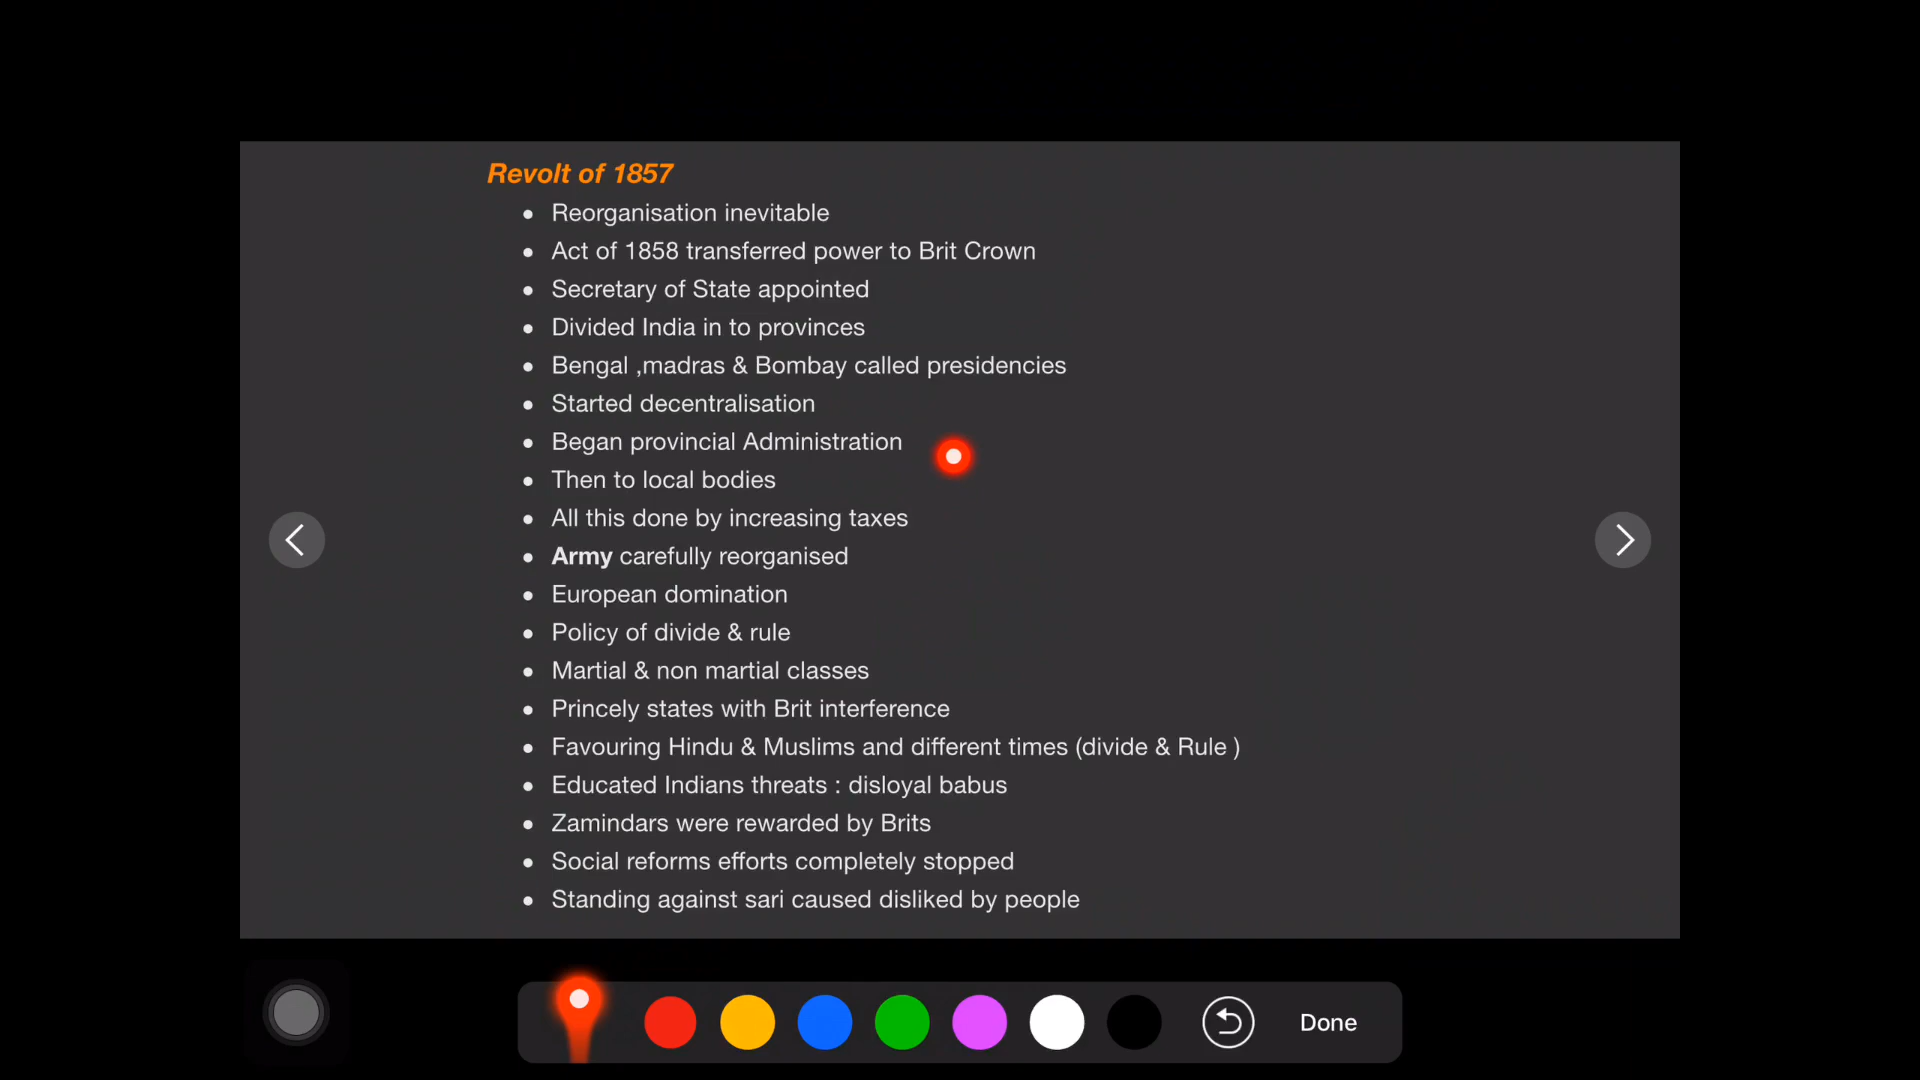 Revolt of 1857
• Reorganisation inevitable
• Act of 1858 transferred power to Brit Crown
• Secretary of State appointed
• Divided India in to provinces
• Bengal ,madras & Bombay called presidencies
• Started decentralisation
• Began provincial Administration
• Then to local bodies
• All this done by increasing taxes
• Army carefully reorganised
• European domination
• Policy of divide & rule
• Martial & non martial classes
• Princely states with Brit interference
• Favouring Hindu & Muslims and different times (divide & Rule )
• Educated Indians threats : disloyal babus
• Zamindars were rewarded by Brits
• Social reforms efforts completely stopped
• Standing against sari caused disliked by people
Done